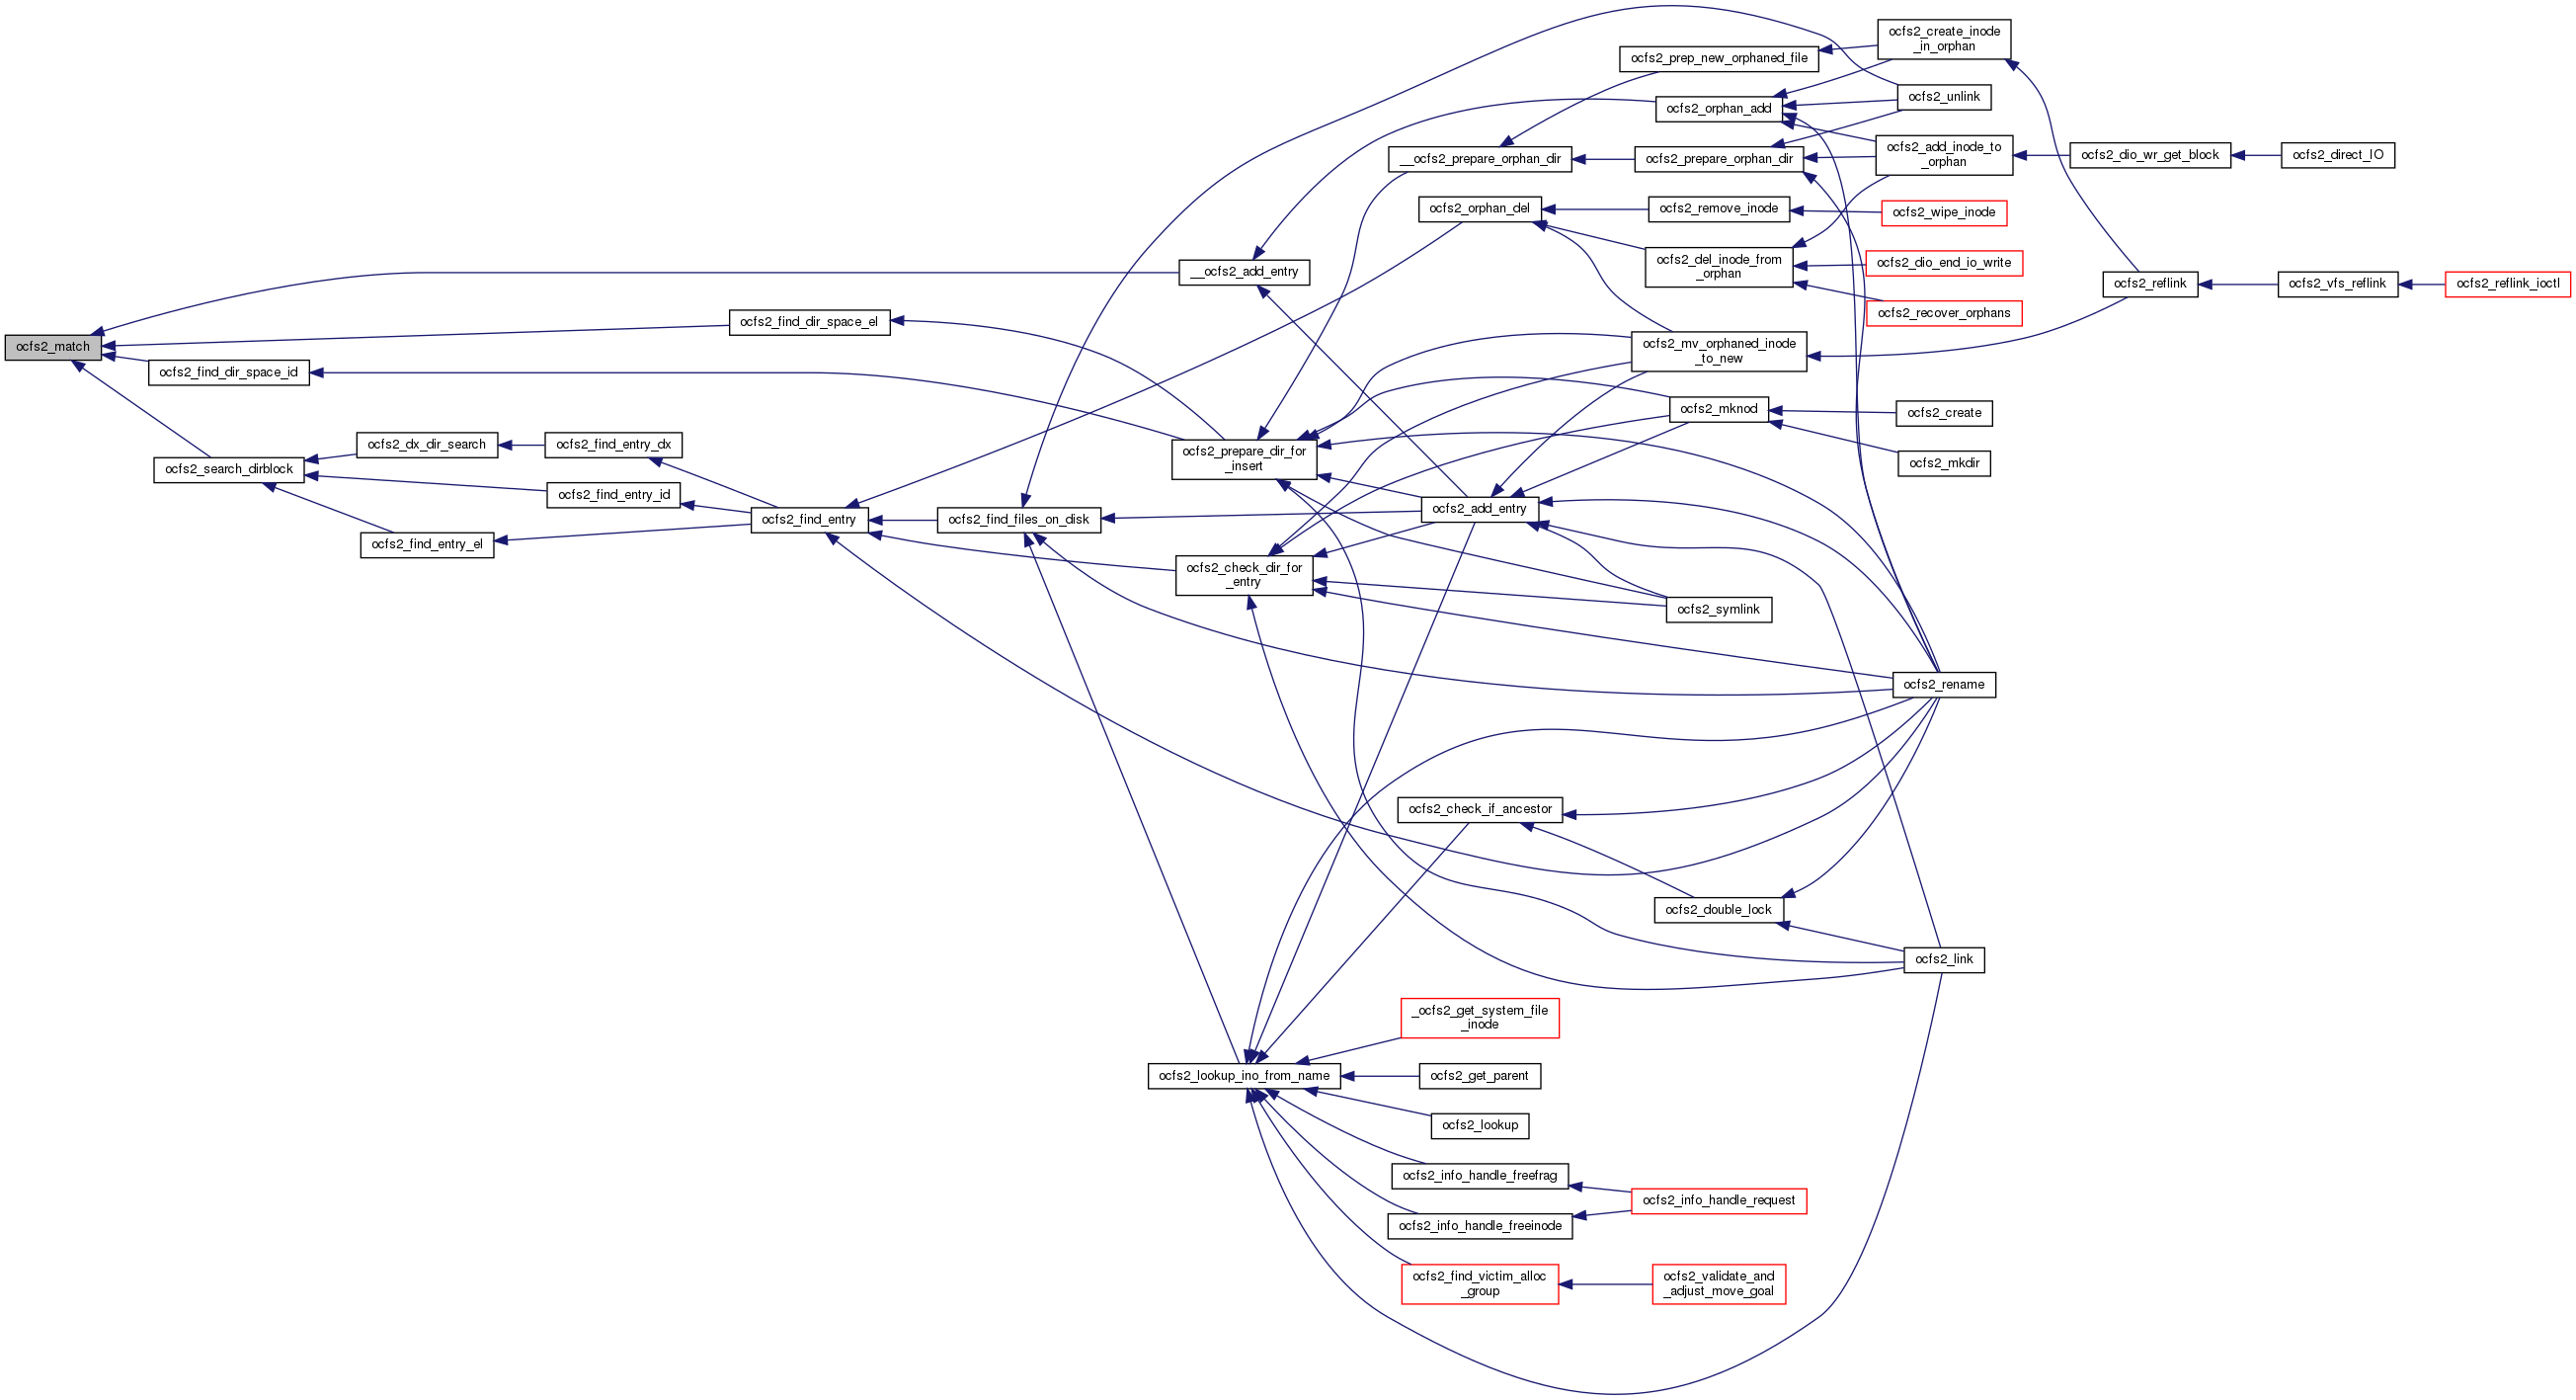 ocfs2_match
__ocfs2_add_entry
ocfs2_find_dir_space_el
ocfs2_find_dir_space_id
ocfs2_search_dirblock
ocfs2_dx_dir_search
ocfs2_find_entry_dx
ocfs2_find_entry_id
ocfs2_find_entry_el
ocfs2_find_entry
ocfs2_find_files_on_disk
ocfs2_prepare_dir_for
_insert
ocfs2_check_dir_for
_entry
ocfs2_lookup_ino_from_name
__ocfs2_prepare_orphan_dir
ocfs2_orphan_del
ocfs2_add_entry
ocfs2_check_if_ancestor
_ocfs2_get_system_file
_inode
ocfs2_get_parent
ocfs2_lookup
ocfs2_info_handle_freefrag
ocfs2_info_handle_freeinode
ocfs2_find_victim_alloc
_group
ocfs2_prep_new_orphaned_file
ocfs2_orphan_add
ocfs2_prepare_orphan_dir
ocfs2_remove_inode
ocfs2_del_inode_from
_orphan
ocfs2_mv_orphaned_inode
_to_new
ocfs2_mknod
ocfs2_symlink
ocfs2_double_lock
ocfs2_info_handle_request
ocfs2_validate_and
_adjust_move_goal
ocfs2_create_inode
_in_orphan
ocfs2_unlink
ocfs2_add_inode_to
_orphan
ocfs2_wipe_inode
ocfs2_dio_end_io_write
ocfs2_recover_orphans
ocfs2_create
ocfs2_mkdir
ocfs2_rename
ocfs2_link
ocfs2_dio_wr_get_block
ocfs2_direct_IO
ocfs2_reflink
ocfs2_vfs_reflink
ocfs2_reflink_ioctl